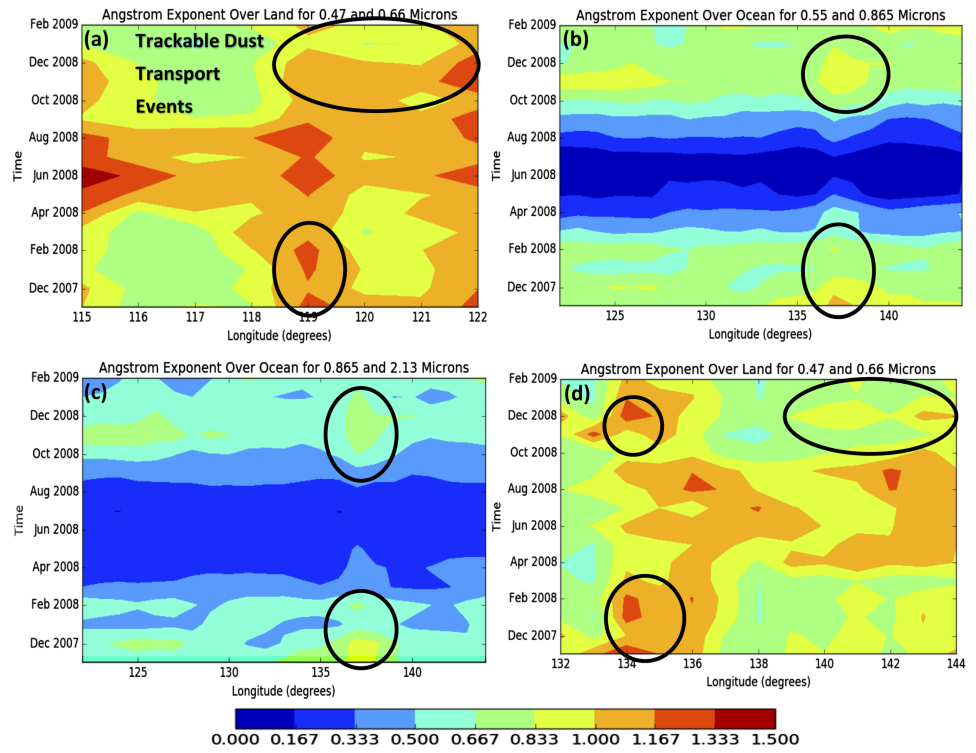 Angstrom Exponent Over Land for 0.47 and 0.66 Microns
(a)
Trackable Dust
Transport
Events
Feb 2009
Dec 2008
Oct 2008
Aug 2008
Jun 2008
Apr 2008
Feb 2008
Dec 2007
Time
115 116 117 118 119 120 121 122
Longitude (degrees)
Angstrom Exponent Over Ocean for 0.55 and 0.865 Microns
(b)
Feb 2009
Dec 2008
Oct 2008
Aug 2008
Jun 2008
Apr 2008
Feb 2008
Dec 2007
Time
125 130 135 140
Longitude (degrees)
Angstrom Exponent Over Ocean for 0.865 and 2.13 Microns
(c)
Feb 2009
Dec 2008
Oct 2008
Aug 2008
Jun 2008
Apr 2008
Feb 2008
Dec 2007
Time
125 130 135 140
Longitude (degrees)
Angstrom Exponent Over Land for 0.47 and 0.66 Microns
(d)
Feb 2009
Dec 2008
Oct 2008
Aug 2008
Jun 2008
Apr 2008
Feb 2008
Dec 2007
Time
132 134 136 138 140 142 144
Longitude (degrees)
0.000 0.167 0.333 0.500 0.667 0.833 1.000 1.167 1.333 1.500